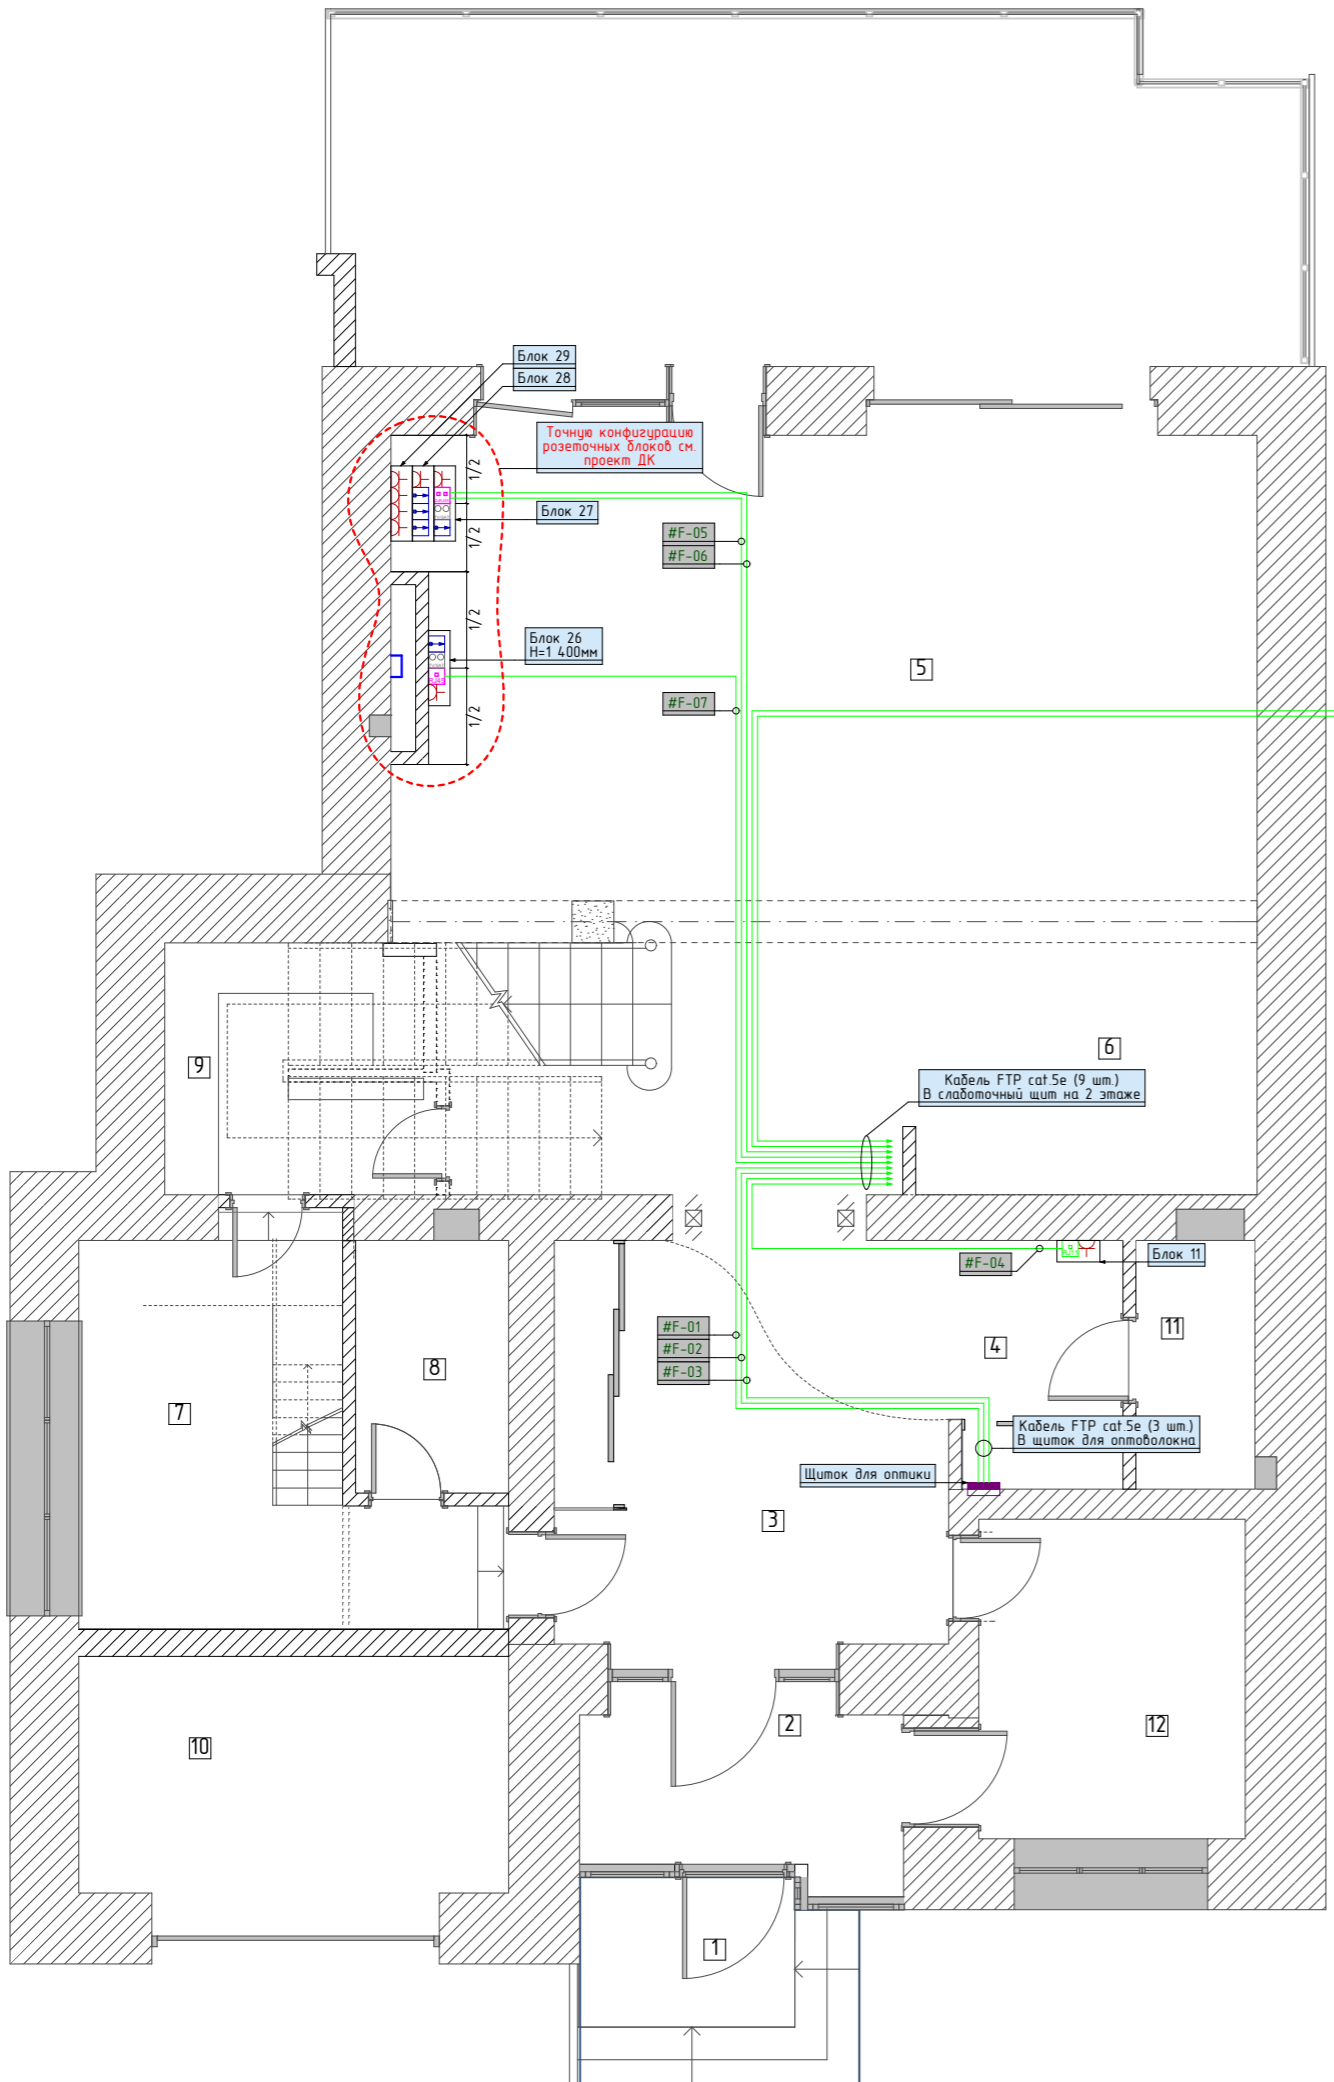 Блок 29
Блок 28
Точную конфигурацию
розеточных блоков см.
проект ДК
1/2
Блок 27
1/2
#F-05
#F-06
1/2
Блок 26
H=1 400мм
5
#F-07
1/2
6
9
Кабель FTP cat.5e (9 шт.)
В слаботочный щит на 2 этаже
#F-04
Блок 11
#F-01
#F-02
#F-03
11
4
8
7
Кабель FTP cat.5e (3 шт.)
В щиток для оптоволокна
Щиток для оптики
3
2
12
10
1